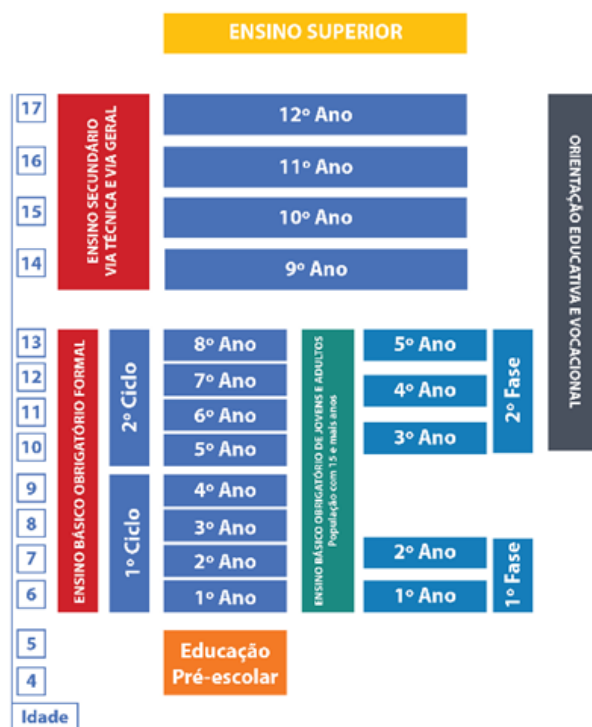 ENSINO SUPERIOR
17
ENSINO SECUNDÁRIO
VIA TÉCNICA E VIA GERAL
12º Ano
ORIENTAÇÃO EDUCATIVA E VOCACIONAL
16
11º Ano
15
10º Ano
14
9º Ano
13
ENSINO BÁSICO OBRIGATÓRIO FORMAL
2º Ciclo
8º Ano
ENSINO BÁSICO OBRIGATÓRIO DE JOVENS E ADULTOS
População com 15 e mais anos
5º Ano
2º Fase
12
7º Ano
4º Ano
11
6º Ano
10
5º Ano
3º Ano
9
1º Ciclo
4º Ano
8
3º Ano
7
2º Ano
2º Ano
1º Fase
6
1º Ano
1º Ano
5
Educação
Pré-escolar
4
Idade